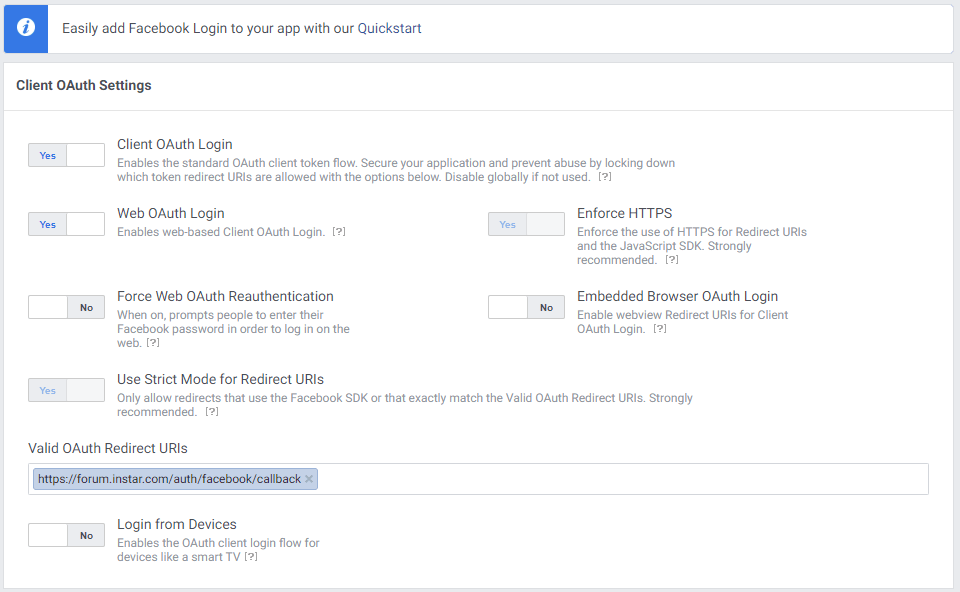 Easily add Facebook Login to your app with our Quickstart
Client OAuth Settings
Yes
Client OAuth Login
Enables the standard OAuth client token flow. Secure your application and prevent abuse by locking down
which token redirect URIs are allowed with the options below. Disable globally if not used. [?]
Yes
Web OAuth Login
Enables web-based Client OAuth Login. [?]
Yes
Enforce HTTPS
Enforce the use of HTTPS for Redirect URIs
and the JavaScript SDK. Strongly
recommended. [?]
No
Force Web OAuth Reauthentication
When on, prompts people to enter their
Facebook password in order to log in on the
web. [?]
No
Embedded Browser OAuth Login
Enable webview Redirect URIs for Client
OAuth Login. [?]
Yes
Use Strict Mode for Redirect URIs
Only allow redirects that use the Facebook SDK or that exactly match the Valid OAuth Redirect URIs. Strongly
recommended. [?]
Valid OAuth Redirect URIs
https://forum.instar.com/auth/facebook/callback ×
No
Login from Devices
Enables the OAuth client login flow for
devices like a smart TV [?]